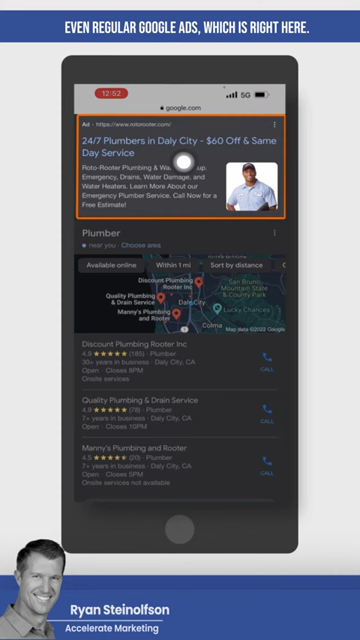 EVEN REGULAR GOOGLE ADS, WHICH IS RIGHT HERE.
12:52
5G
google.com
Ad · https://www.rotorooter.com/
24/7 Plumbers in Daly City - $60 Off & Same
Day Service
Roto-Rooter Plumbing & Wa up.
Emergency, Drains, Water Damage, and
Water Heaters. Learn More About our
Emergency Plumber Service. Call Now for a
Free Estimate!
Plumber
near you · Choose area
Available online
Within 1 mi
Sort by distance
Discount Plumbing
Rooter Inc
San Bruno
Mountain State
& County Park
Quality Plumbing
& Drain Service
Daly City
Lucky Chances
Manny's Plumbing
and Rooter
Colma
Map data ©2022 Google
Discount Plumbing Rooter Inc
4.9 ★★★★★ (185) · Plumber
30+ years in business · Daly City, CA
Open · Closes 8PM
Onsite services
CALL
Quality Plumbing & Drain Service
4.9 ★★★★★ (78) · Plumber
7+ years in business · Daly City, CA
Open · Closes 10PM
CALL
Manny's Plumbing and Rooter
4.5 ★★★★★ (20) · Plumber
7+ years in business · Daly City, CA
Open · Closes 5PM
Onsite services not available
CALL
Ryan Steinolfson
Accelerate Marketing